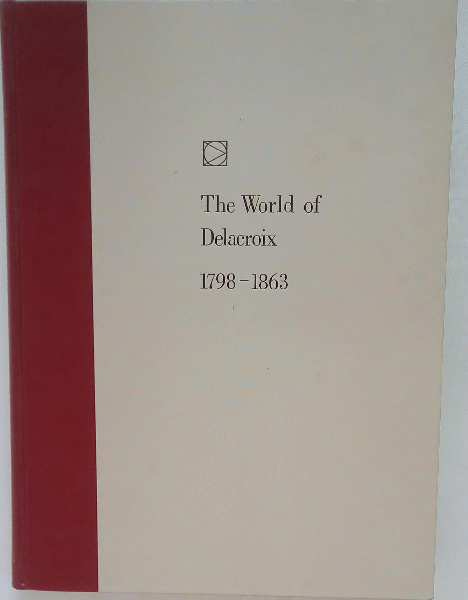 The World of
Delacroix
1798–1863